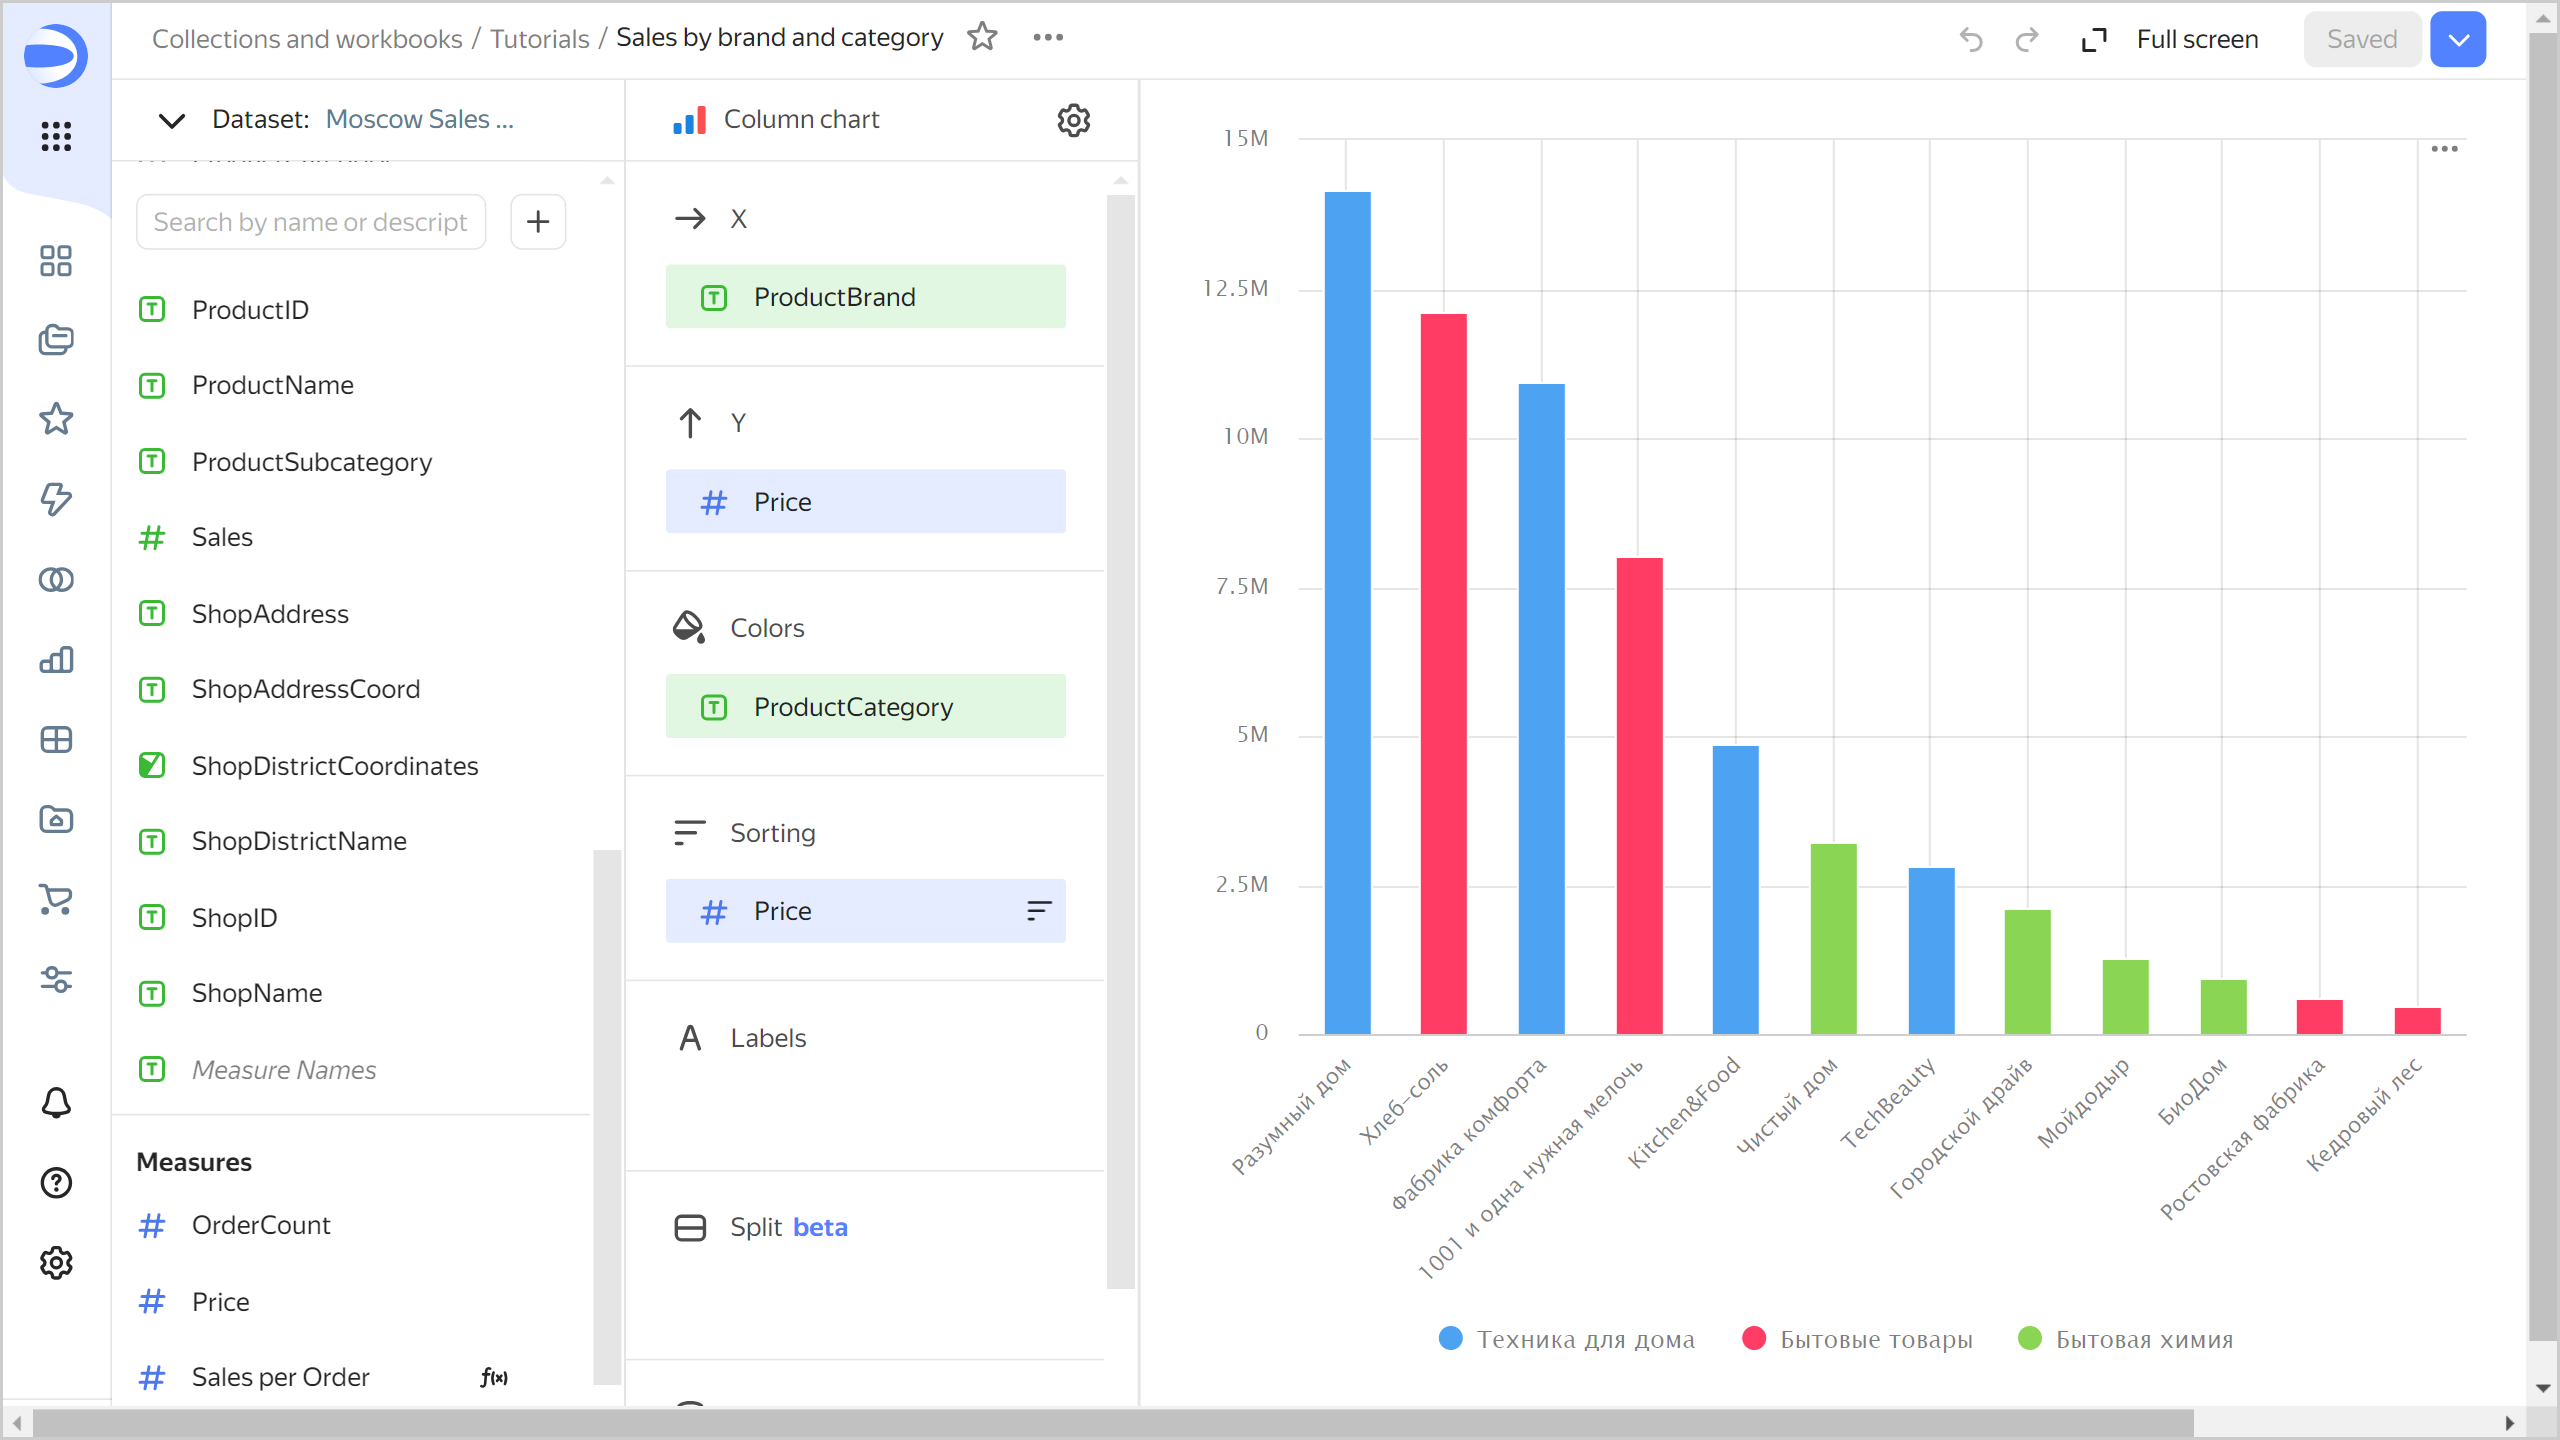 Collections and workbooks / Tutorials / Sales by brand and category
Full screen
Saved
Dataset: Moscow Sales ...
Search by name or descript
ProductID
ProductName
ProductSubcategory
Sales
ShopAddress
ShopAddressCoord
ShopDistrictCoordinates
ShopDistrictName
ShopID
ShopName
Measure Names
Measures
OrderCount
Price
Sales per Order
f(x)
Column chart
X
ProductBrand
Y
Price
Colors
ProductCategory
Sorting
Price
Labels
Split beta
15M
12.5M
10M
7.5M
5M
2.5M
0
Разумный дом
Хлеб-соль
Фабрика комфорта
1001 и одна нужная мелочь
Kitchen&Food
Чистый дом
TechBeauty
Городской драйв
Мойдодыр
БиоДом
Ростовская фабрика
Кедровый лес
Техника для дома
Бытовые товары
Бытовая химия